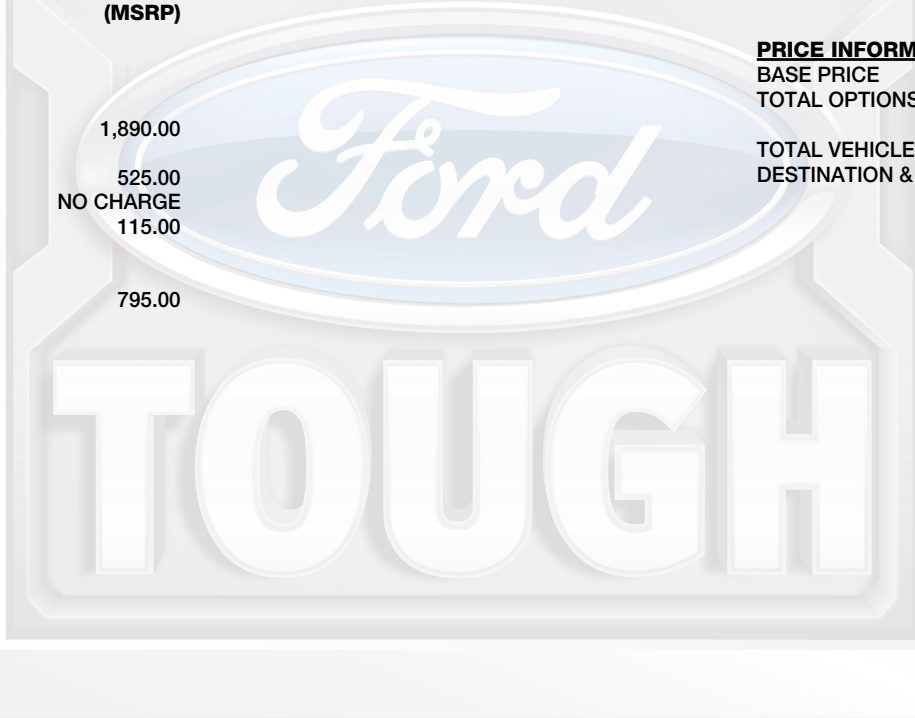 (MSRP)
1,890.00
525.00
NO CHARGE
115.00
795.00
PRICE INFORM
BASE PRICE
TOTAL OPTIONS
TOTAL VEHICLE
DESTINATION &
Ford
TOUGH